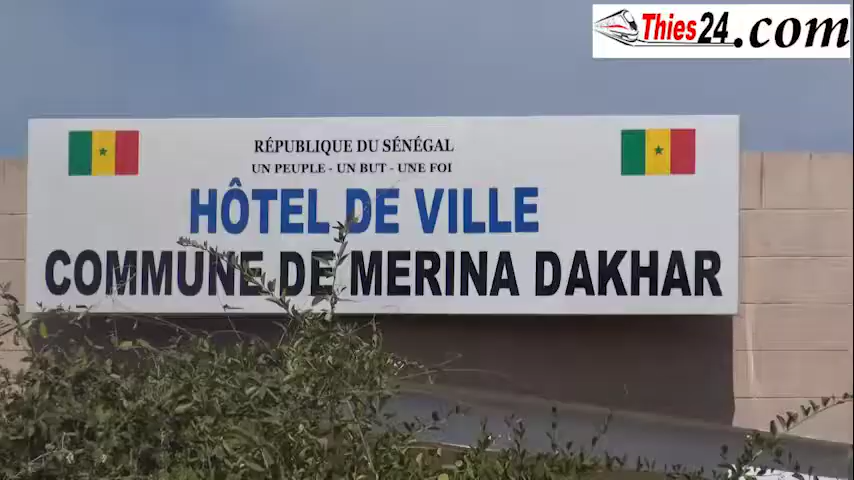 Thies24.com
RÉPUBLIQUE DU SÉNÉGAL
UN PEUPLE - UN BUT - UNE FOI
HÔTEL DE VILLE
COMMUNE DE MERINA DAKHAR